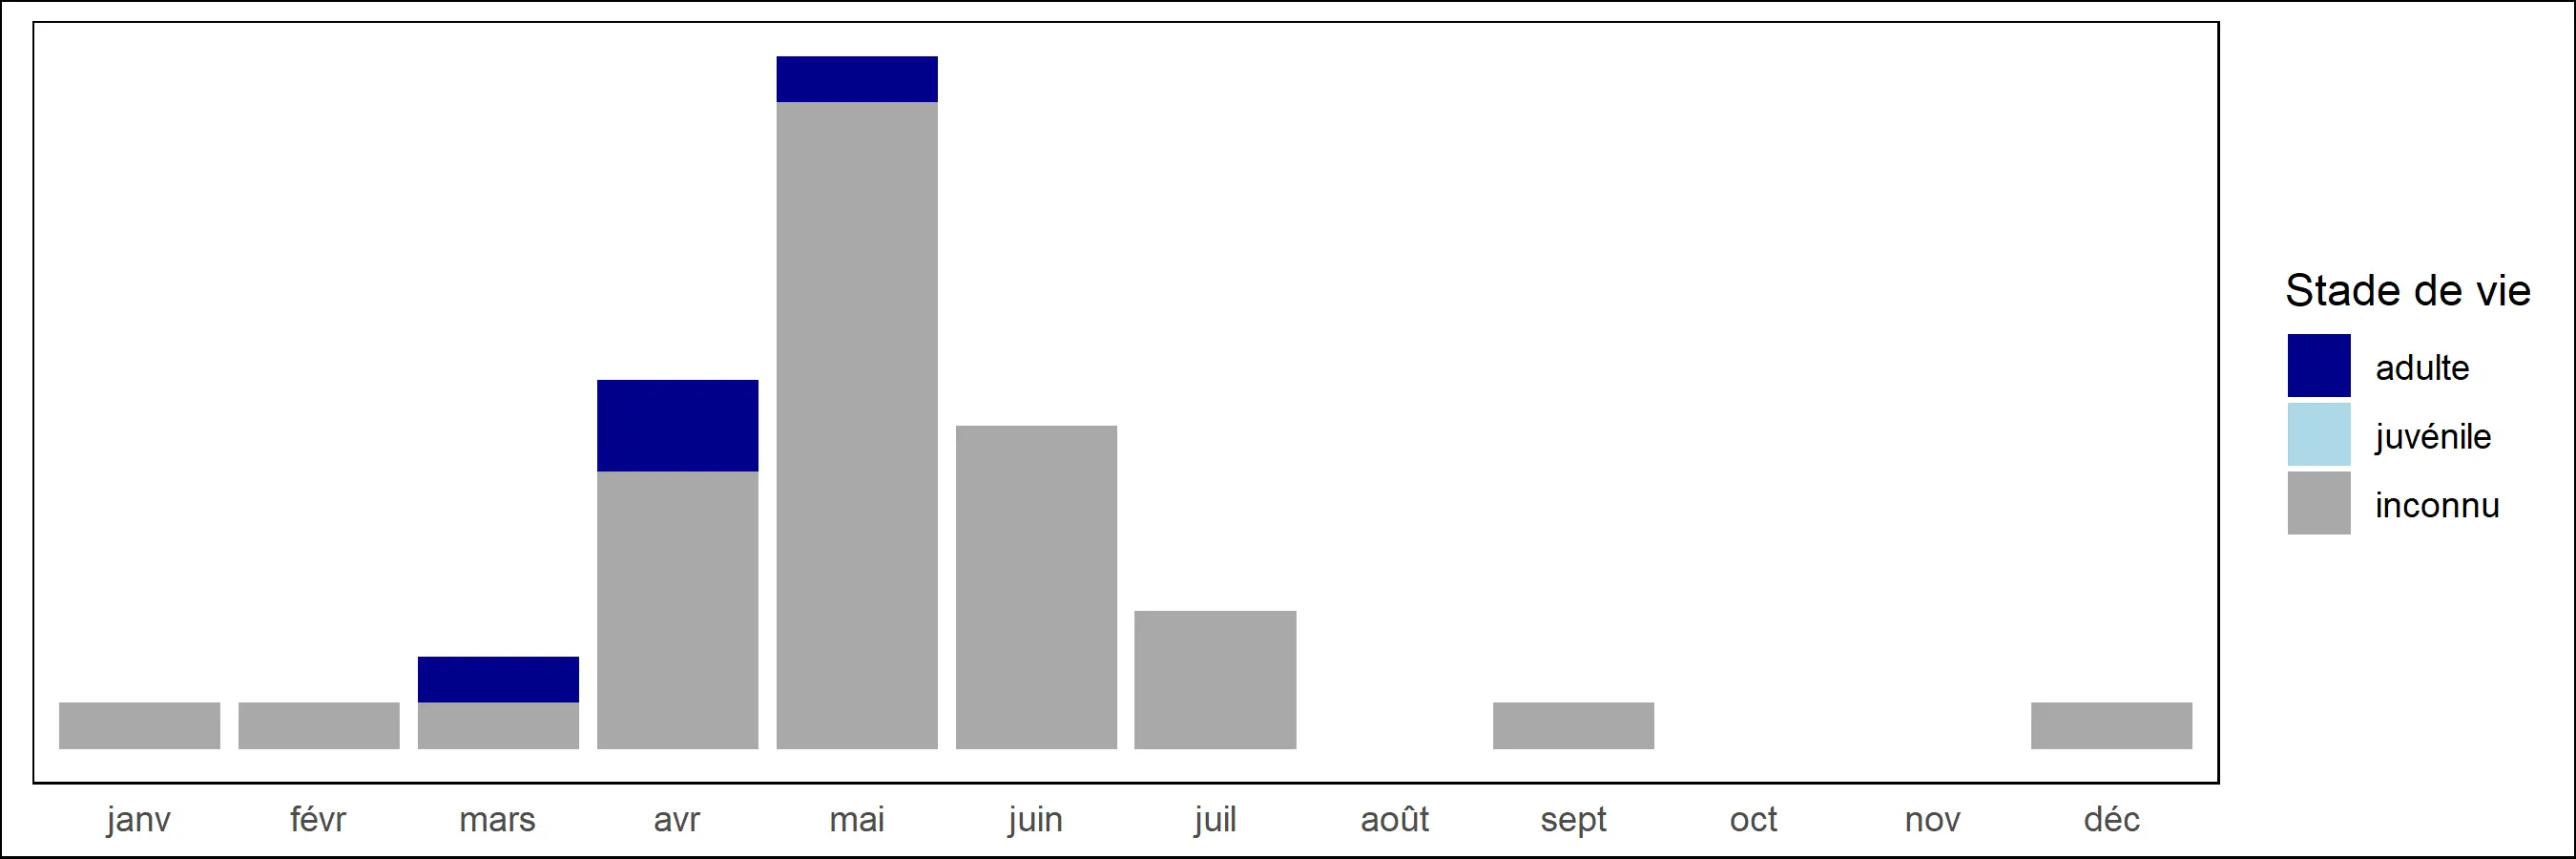 Stade de vie
adulte
juvénile
inconnu
janv févr mars avr mai juin juil août sept oct nov déc